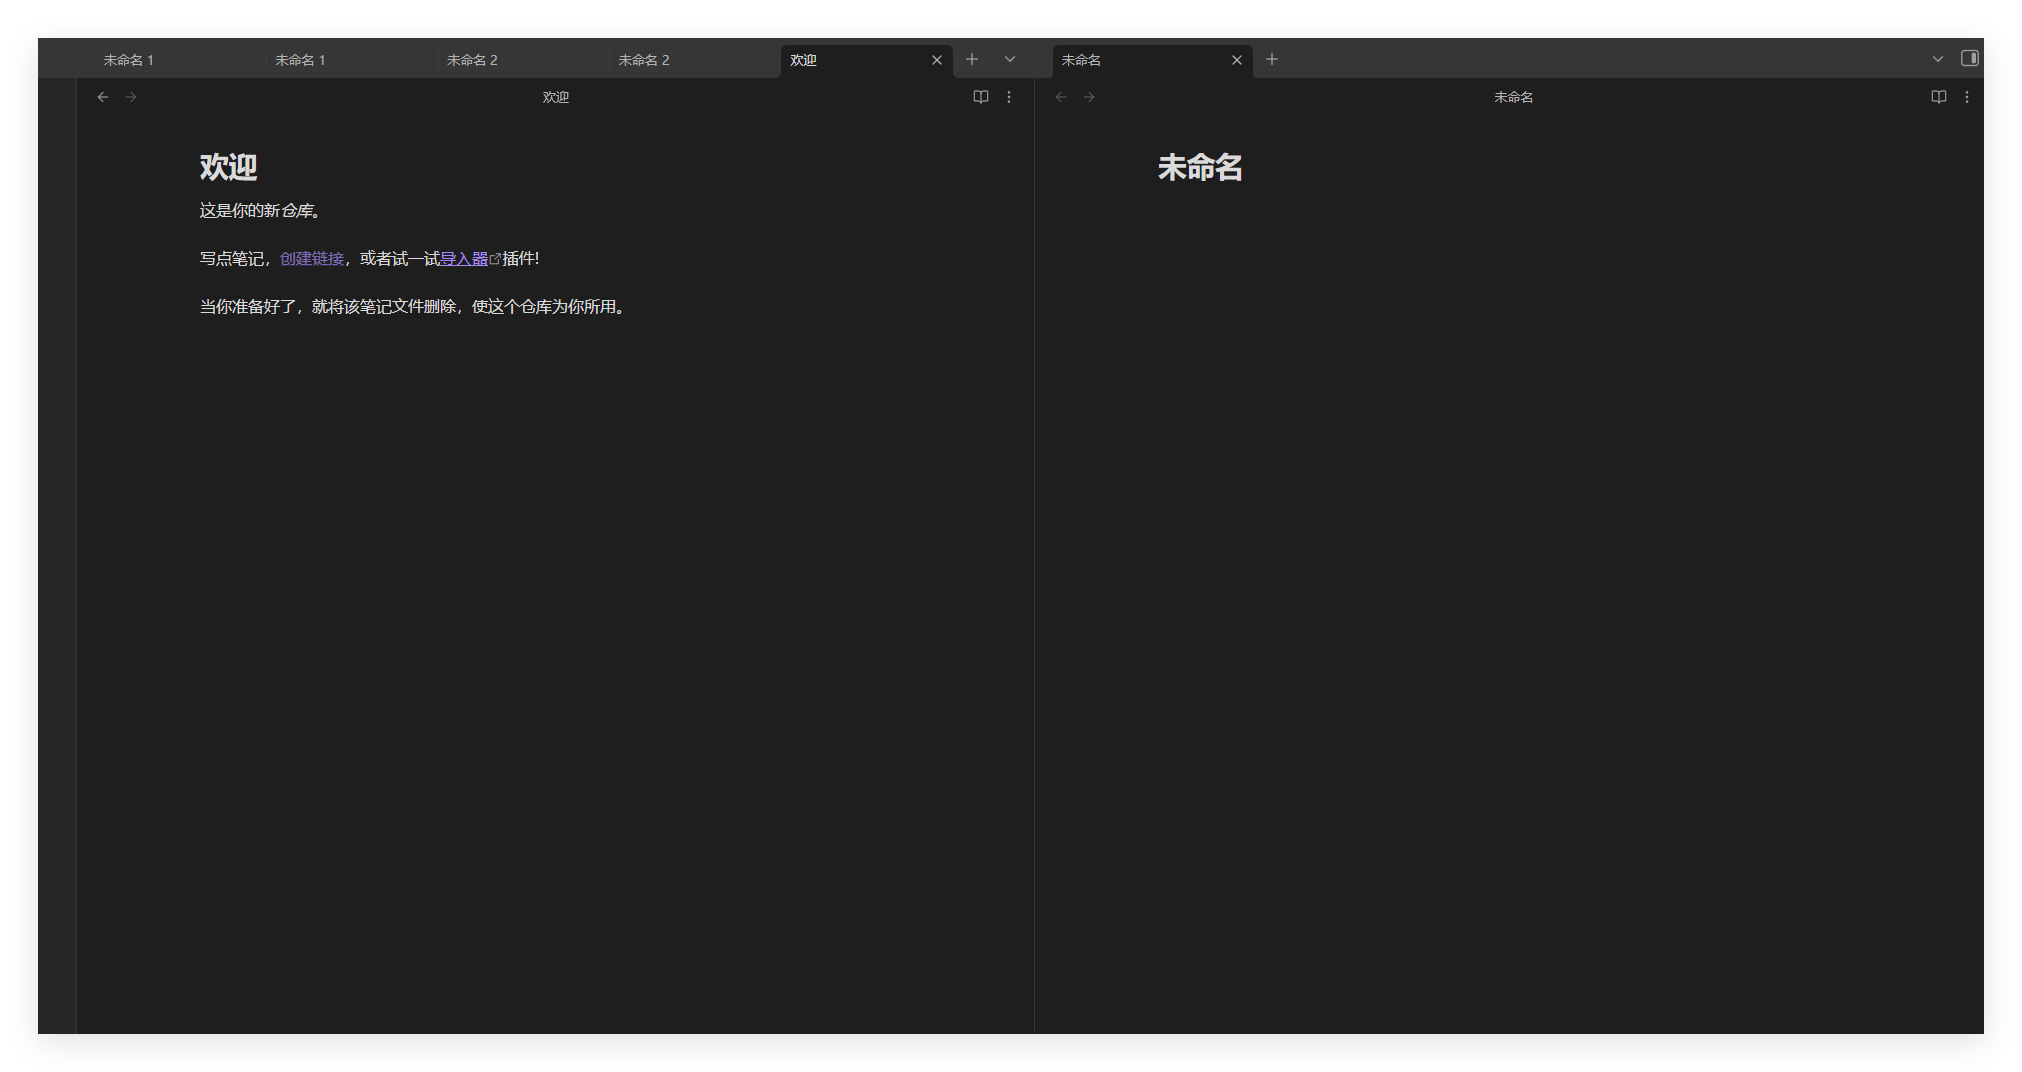 未命名 1
未命名 1
未命名 2
未命名 2
欢迎
未命名
欢迎
未命名
欢迎
这是你的新仓库。
写点笔记，创建链接，或者试一试导入器插件!
当你准备好了，就将该笔记文件删除，使这个仓库为你所用。
未命名